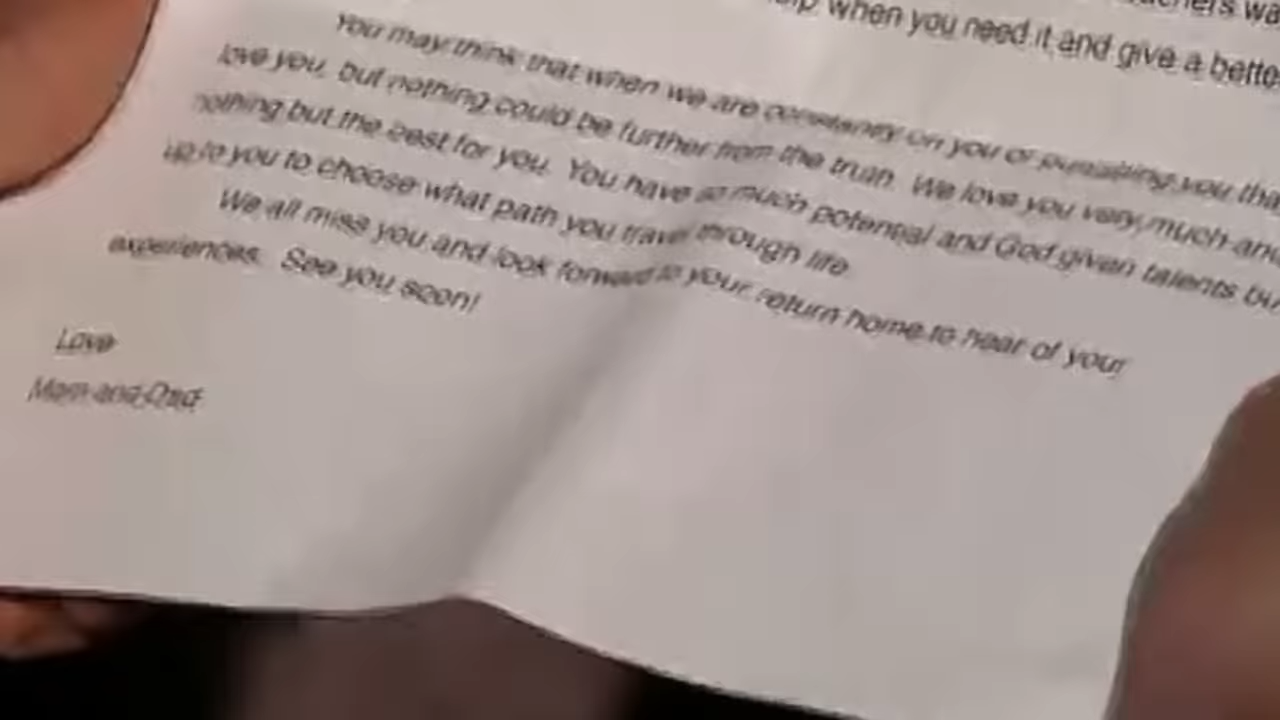 when you need it and give a bette
You may think that when we are constantly on you or punishing you tha
love you, but nothing could be further from the truth. We love you very much and
nothing but the best for you. You have so much potential and God given talents bu
up to you to choose what path you travel through life
We all miss you and look forward to your return home to hear of your
experiences. See you soon!
Love
Mom and Dad